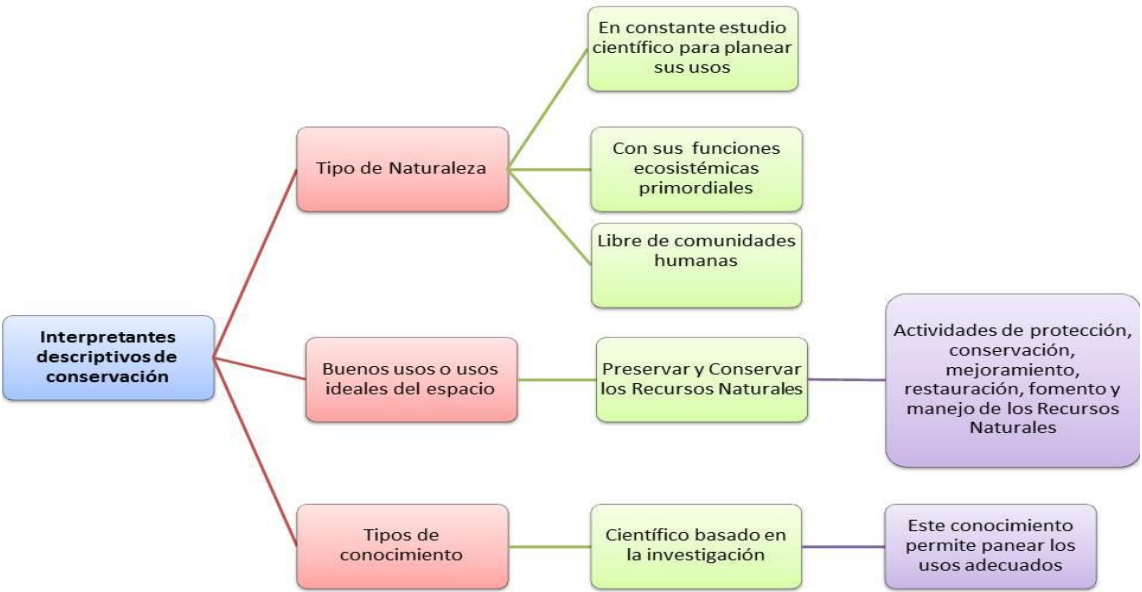 En constante estudio
científico para planear
sus usos
Tipo de Naturaleza
Con sus funciones
ecosistémicas
primordiales
Libre de comunidades
humanas
Interpretantes
descriptivos de
conservación
Buenos usos o usos
ideales del espacio
Preservar y Conservar
los Recursos Naturales
Actividades de protección,
conservación,
mejoramiento,
restauración, fomento y
manejo de los Recursos
Naturales
Tipos de
conocimiento
Científico basado en
la investigación
Este conocimiento
permite panear los
usos adecuados